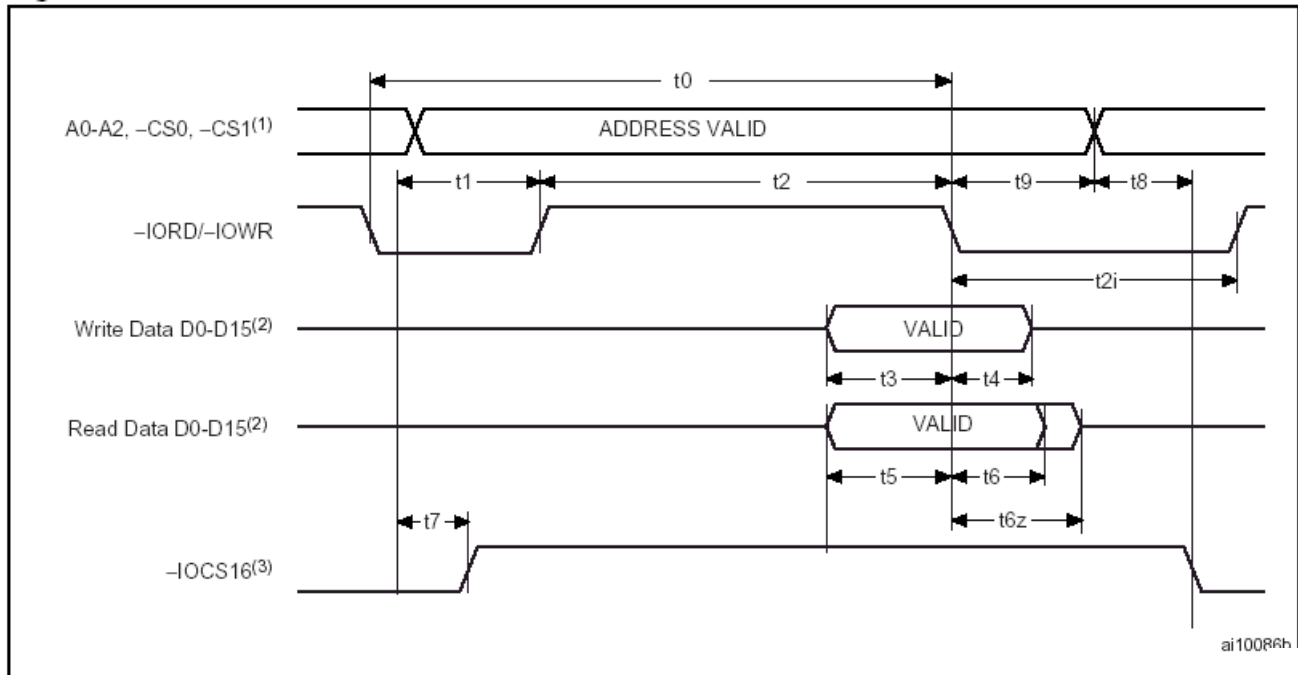 t0
A0-A2, –CS0, –CS1(1)
ADDRESS VALID
t1
t2
t9
t8
–IORD/–IOWR
t2i
Write Data D0-D15(2)
VALID
t3
t4
Read Data D0-D15(2)
VALID
t5
t6
t7
t6z
–IOCS16(3)
ai10086b